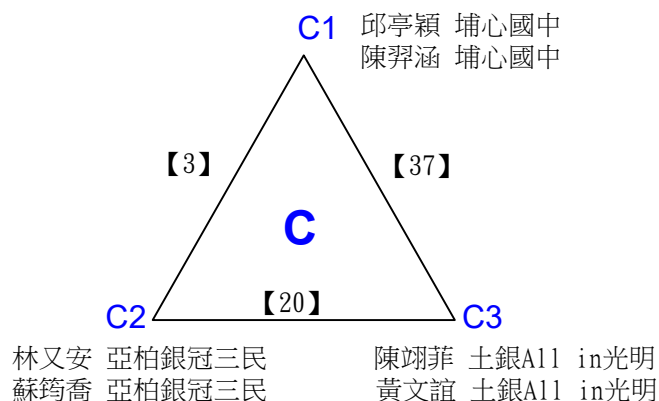 C1 邱亭穎 埔心國中
陳羿涵 埔心國中
【3】 【37】
C
【20】
C2 C3
林又安 亞柏銀冠三民 陳翊菲 土銀All in光明
蘇筠喬 亞柏銀冠三民 黃文誼 土銀All in光明